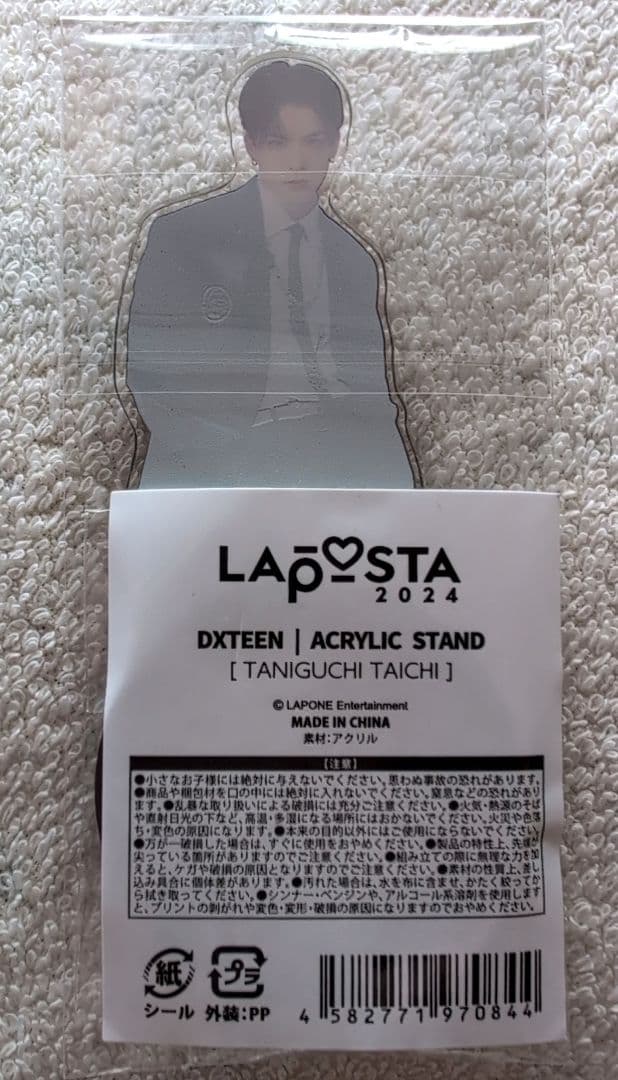 LAPOSTA
2024
DXTEEN | ACRYLIC STAND
[ TANIGUCHI TAICHI ]
© LAPONE Entertainment
MADE IN CHINA
素材:アクリル
【注意】
●小さなお子様には絶対に与えないでください。思わぬ事故の恐れがあります。
●商品や梱包材を口の中には絶対に入れないでください。窒息などの恐れがあり
ます。●乱暴な取り扱いによる破損には充分ご注意ください。●火気・熱源のそば
や直射日光の下など、高温・多湿になる場所にはおかないでください。火災や色落
ち・変色の原因になります。●本来の目的以外にはご使用にならないでください。
●万が一破損した場合は、すぐに使用をおやめください。●製品の特性上、先端が
尖っている箇所がありますのでご注意ください。●組み立ての際に無理な力を加
えると、ケガや破損の原因となりますのでご注意ください。●素材の性質上、差し
込み具合に個体差があります。●汚れた場合は、水を布に含ませ、かたく絞ってか
ら拭き取ってください。●シンナー・ベンジンや、アルコール系溶剤を使用します
と、プリントの剥がれや変色・変形・破損の原因になりますのでおやめください。
紙 プラ
シール 外装:PP
4 582771 970844